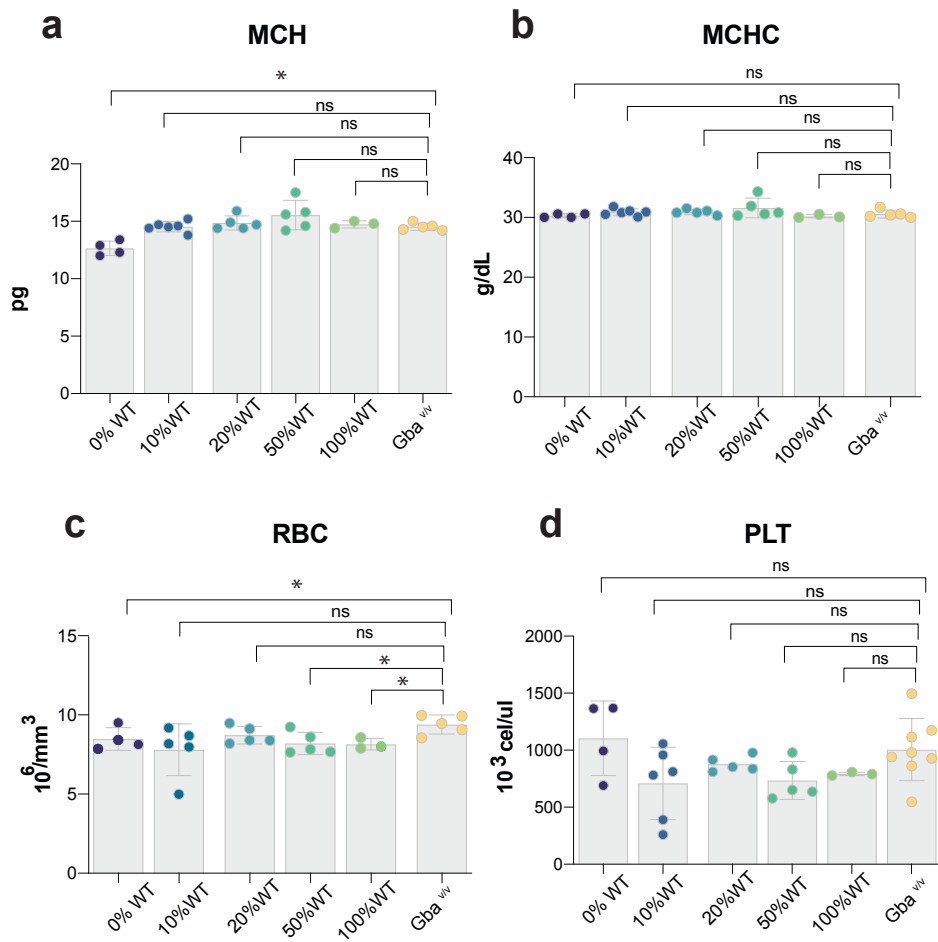 a
MCH
*
ns
ns
ns
ns
20
15
10
5
0
pg
0% WT
10%WT
20%WT
50%WT
100%WT
Gba v/v
b
MCHC
ns
ns
ns
ns
ns
40
30
20
10
0
g/dL
0% WT
10%WT
20%WT
50%WT
100%WT
Gba v/v
c
RBC
*
ns
ns
*
*
15
10
5
0
10^6/mm^3
0% WT
10%WT
20%WT
50%WT
100%WT
Gba v/v
d
PLT
ns
ns
ns
ns
ns
2000
1500
1000
500
0
10^3 cel/ul
0% WT
10%WT
20%WT
50%WT
100%WT
Gba v/v